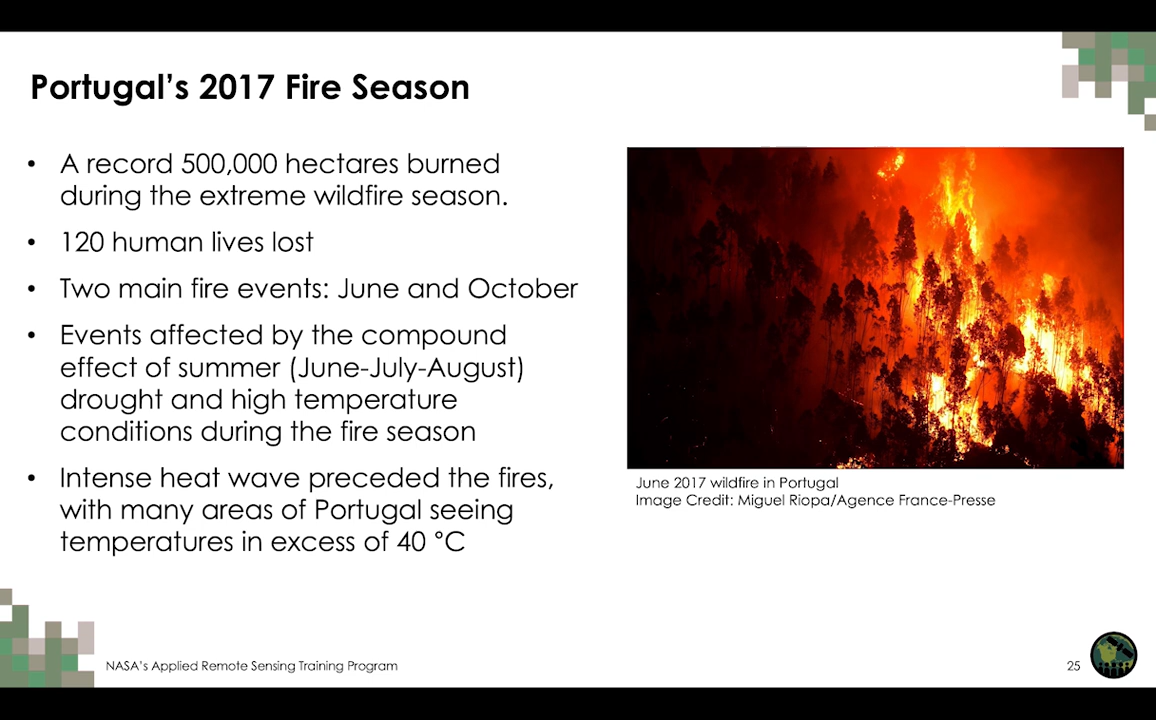 Portugal's 2017 Fire Season
• A record 500,000 hectares burned
during the extreme wildfire season.
• 120 human lives lost
• Two main fire events: June and October
• Events affected by the compound
effect of summer (June-July-August)
drought and high temperature
conditions during the fire season
• Intense heat wave preceded the fires,
with many areas of Portugal seeing
temperatures in excess of 40 °C
June 2017 wildfire in Portugal
Image Credit: Miguel Riopa/Agence France-Presse
NASA's Applied Remote Sensing Training Program
25